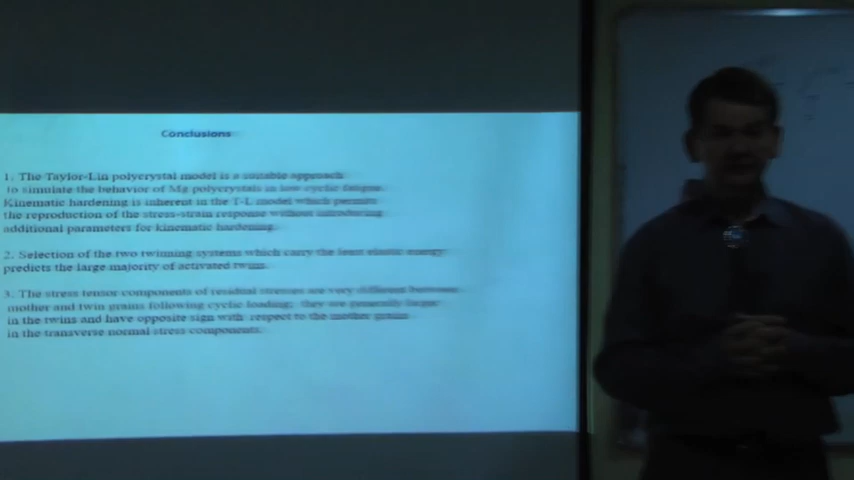 Conclusions
1. The Taylor-Lin polycrystal model is a suitable approach
to simulate the behavior of Mg polycrystals in low cyclic fatigue.
Kinematic hardening is inherent in the T-L model which permits
the reproduction of the stress-strain response without introducing
additional parameters for kinematic hardening.
2. Selection of the two twinning systems which carry the least elastic energy
predicts the large majority of activated twins.
3. The stress tensor components of residual stresses are very different between
mother and twin grains following cyclic loading; they are generally larger
in the twins and have opposite sign with respect to the mother grain
in the transverse normal stress components.